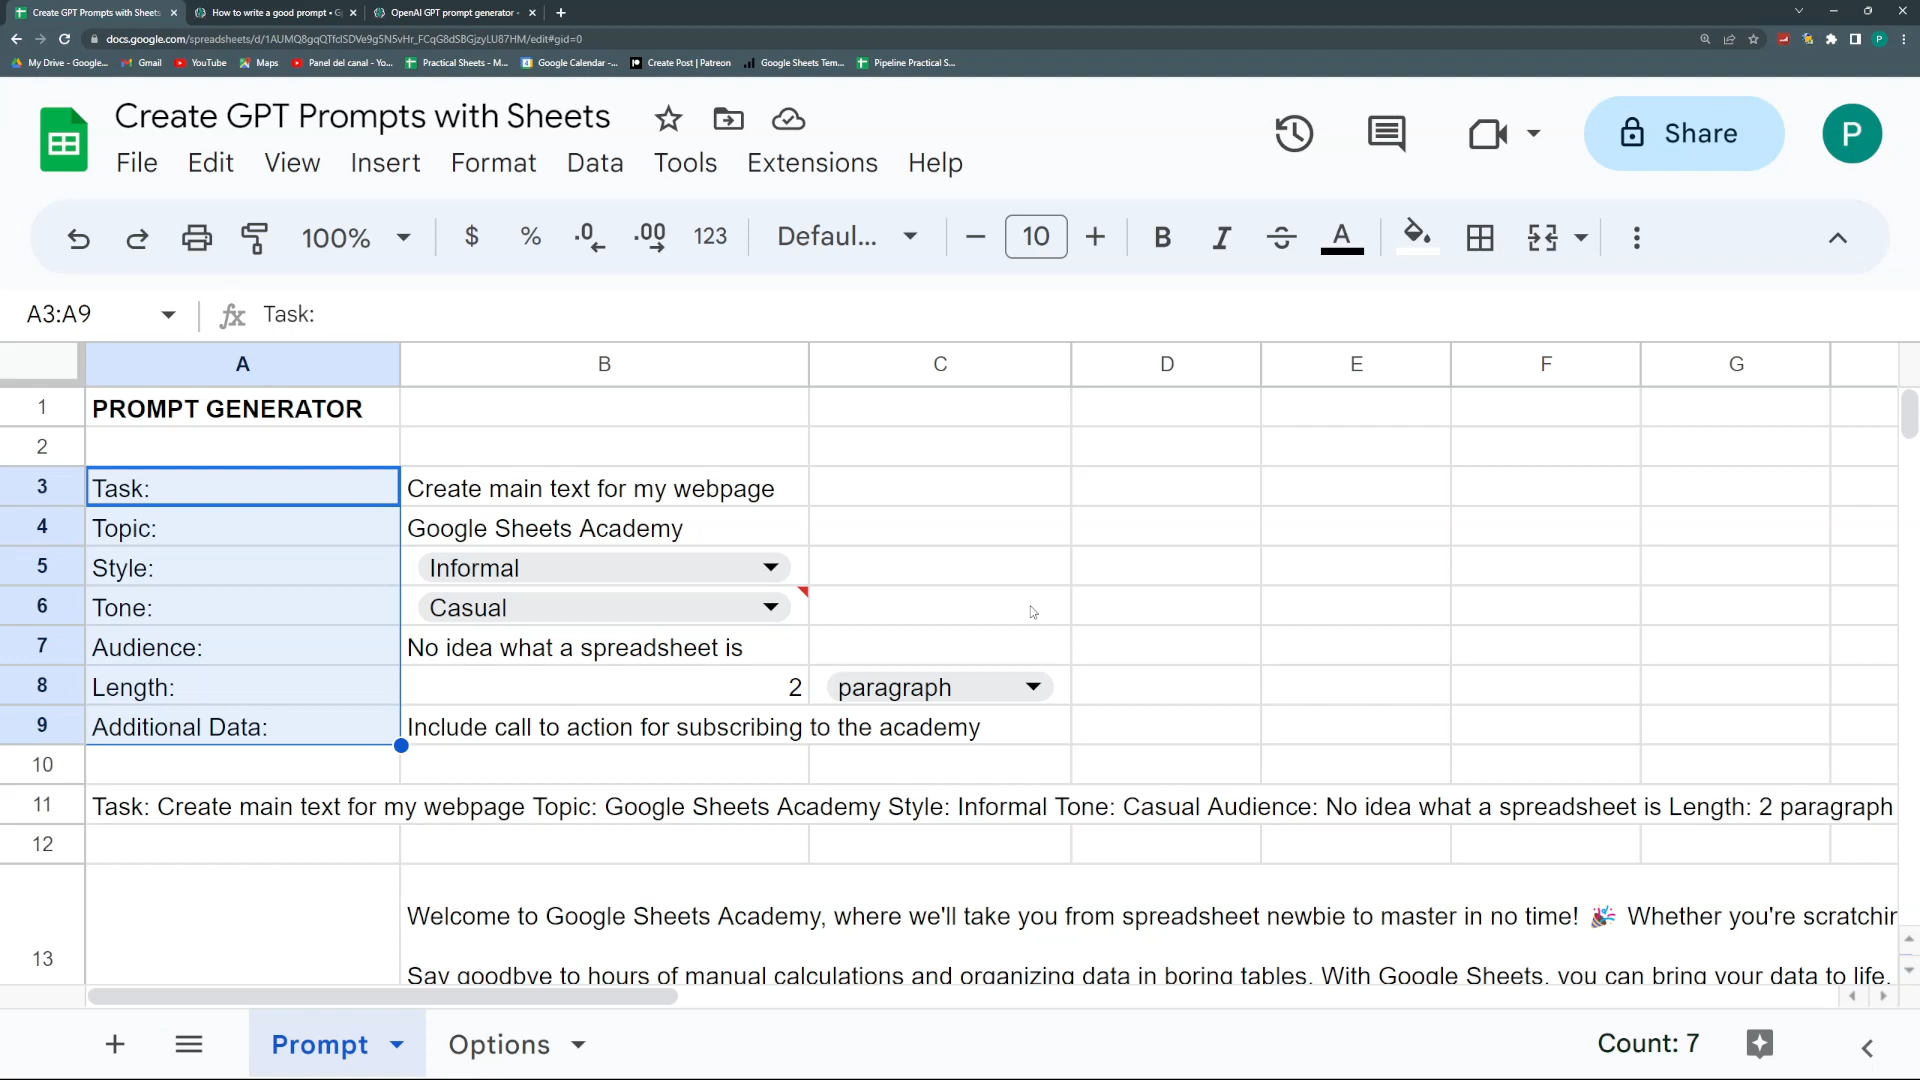 Create GPT Prompts with Sheets
How to write a good prompt • G
OpenAI GPT prompt generator -
docs.google.com/spreadsheets/d/1AUMQ8gqQTfdSDVe9g5N5vHr_FCqG8dSBGjzyLU87HM/edit#gid=0
My Drive - Google...
Gmail
YouTube
Maps
Panel del canal - Yo...
Practical Sheets - M...
Google Calendar -...
Create Post | Patreon
Google Sheets Tem...
Pipeline Practical S...
Create GPT Prompts with Sheets
Share
P
File Edit View Insert Format Data Tools Extensions Help
100% $ % .0 .00 123 Defaul... 10 B I S A
A3:A9 fx Task:
A B C D E F G
1 PROMPT GENERATOR
2
3 Task: Create main text for my webpage
4 Topic: Google Sheets Academy
5 Style: Informal
6 Tone: Casual
7 Audience: No idea what a spreadsheet is
8 Length: 2 paragraph
9 Additional Data: Include call to action for subscribing to the academy
10
11 Task: Create main text for my webpage Topic: Google Sheets Academy Style: Informal Tone: Casual Audience: No idea what a spreadsheet is Length: 2 paragraph
12
Welcome to Google Sheets Academy, where we'll take you from spreadsheet newbie to master in no time! 🎉 Whether you're scratchin
13
Say goodbye to hours of manual calculations and organizing data in boring tables. With Google Sheets, you can bring your data to life.
Prompt Options Count: 7